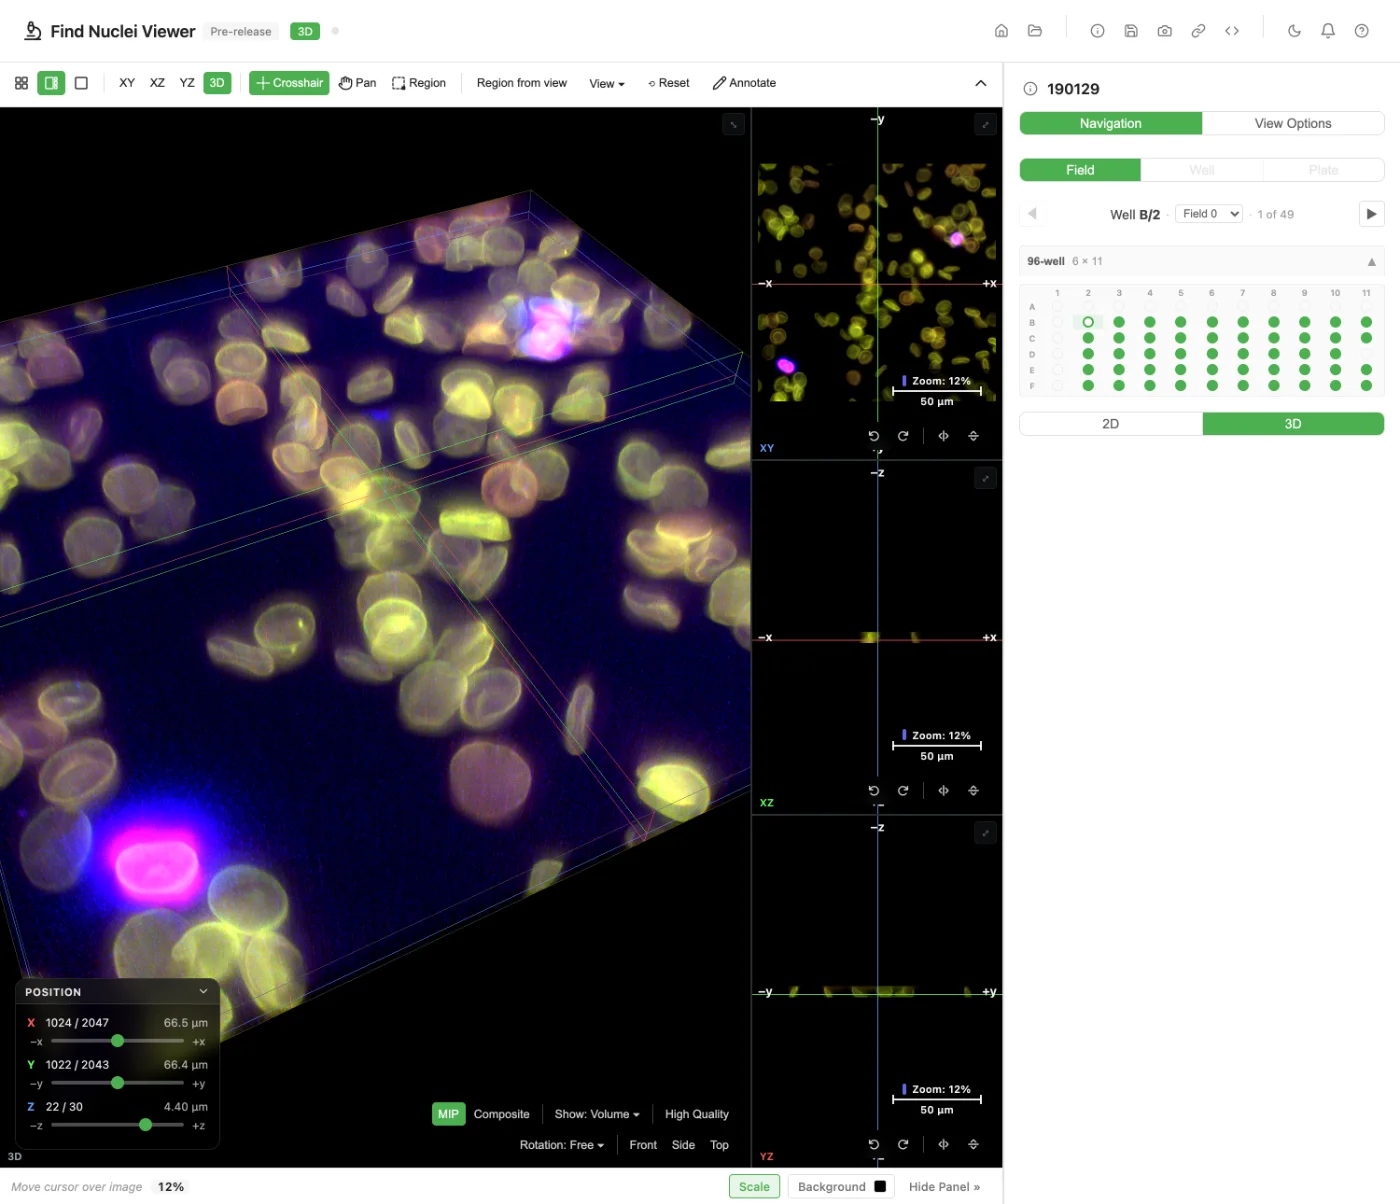 Find Nuclei Viewer Pre-release 3D
XY XZ YZ 3D Crosshair Pan Region Region from view View Reset Annotate
190129
Navigation View Options
Field Well Plate
Well B/2 · Field 0 · 1 of 49
96-well 6 × 11
1 2 3 4 5 6 7 8 9 10 11
A
B
C
D
E
F
2D 3D
−y
−x +x
Zoom: 12%
50 µm
XY
−z
−x +x
Zoom: 12%
50 µm
XZ
−z
−y +y
Zoom: 12%
50 µm
YZ
POSITION
X 1024 / 2047 66.5 µm
−x +x
Y 1022 / 2043 66.4 µm
−y +y
Z 22 / 30 4.40 µm
−z +z
3D
MIP Composite Show: Volume High Quality
Rotation: Free Front Side Top
Move cursor over image 12% Scale Background Hide Panel »